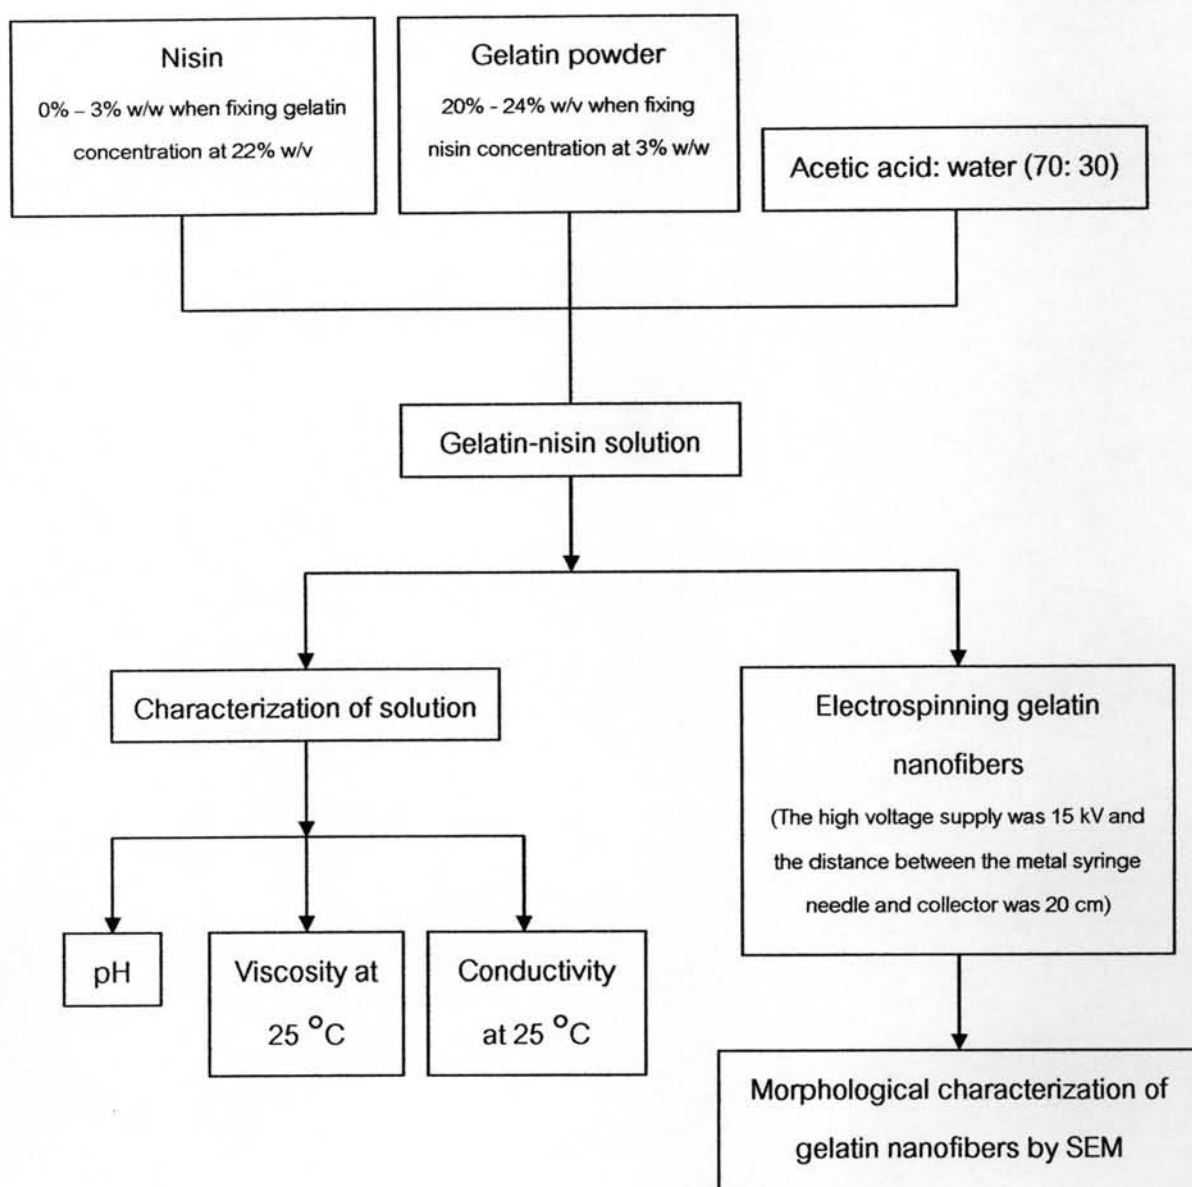 Nisin
0% – 3% w/w when fixing gelatin
concentration at 22% w/v
Gelatin powder
20% - 24% w/v when fixing
nisin concentration at 3% w/w
Acetic acid: water (70: 30)
Gelatin-nisin solution
Characterization of solution
Electrospinning gelatin
nanofibers
(The high voltage supply was 15 kV and
the distance between the metal syringe
needle and collector was 20 cm)
pH
Viscosity at
25 °C
Conductivity
at 25 °C
Morphological characterization of
gelatin nanofibers by SEM